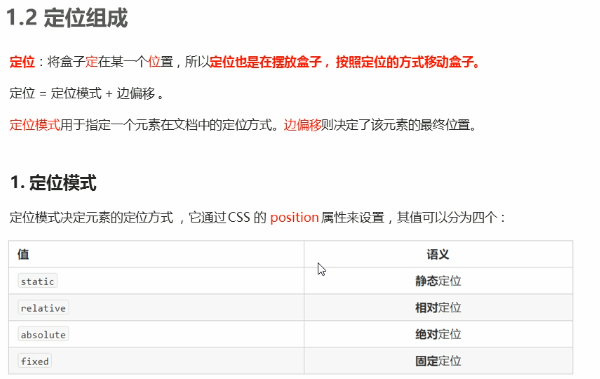 1.2 定位组成
定位：将盒子定在某一个位置，所以定位也是在摆放盒子， 按照定位的方式移动盒子。
定位 = 定位模式 + 边偏移 。
定位模式用于指定一个元素在文档中的定位方式。边偏移则决定了该元素的最终位置。
1. 定位模式
定位模式决定元素的定位方式 ，它通过 CSS 的 position 属性来设置，其值可以分为四个：
值 语义
static 静态定位
relative 相对定位
absolute 绝对定位
fixed 固定定位